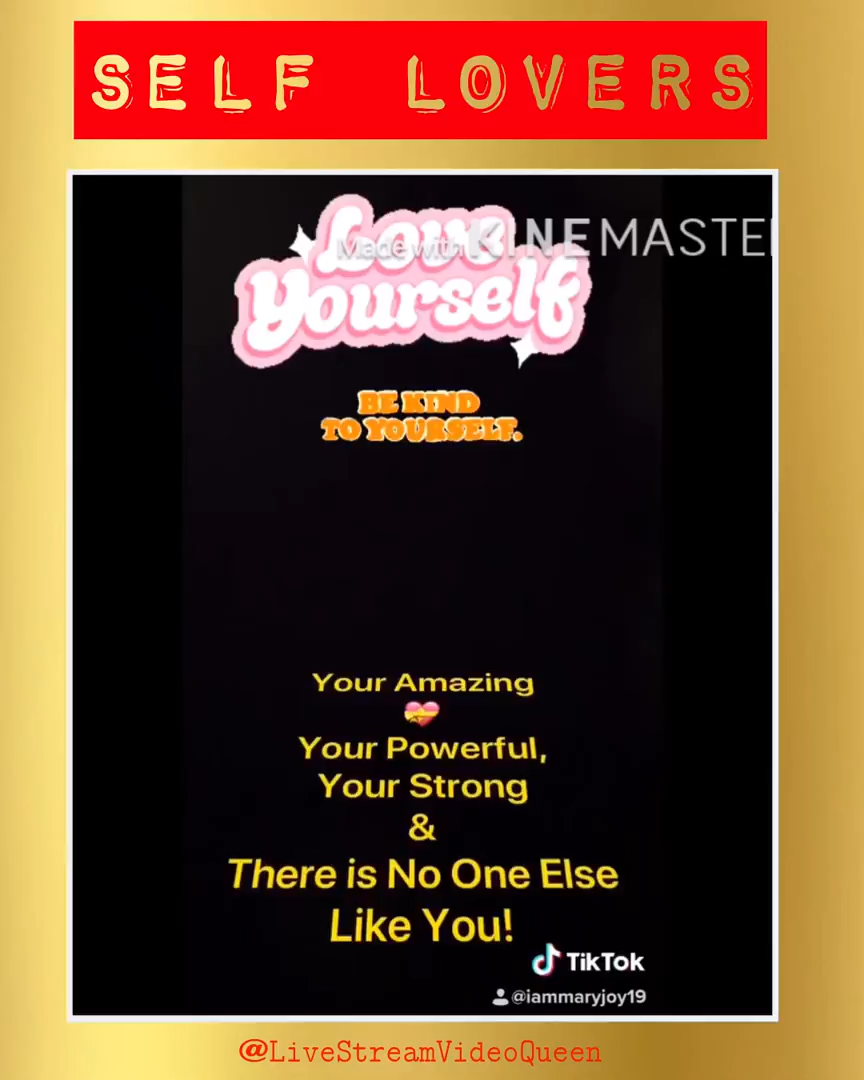 SELF LOVERS
Love
Made with KINEMASTE
Yourself
BE KIND
TO YOURSELF.
Your Amazing
💝
Your Powerful,
Your Strong
&
There is No One Else
Like You!
TikTok
@iammaryjoy19
@LiveStreamVideoQueen